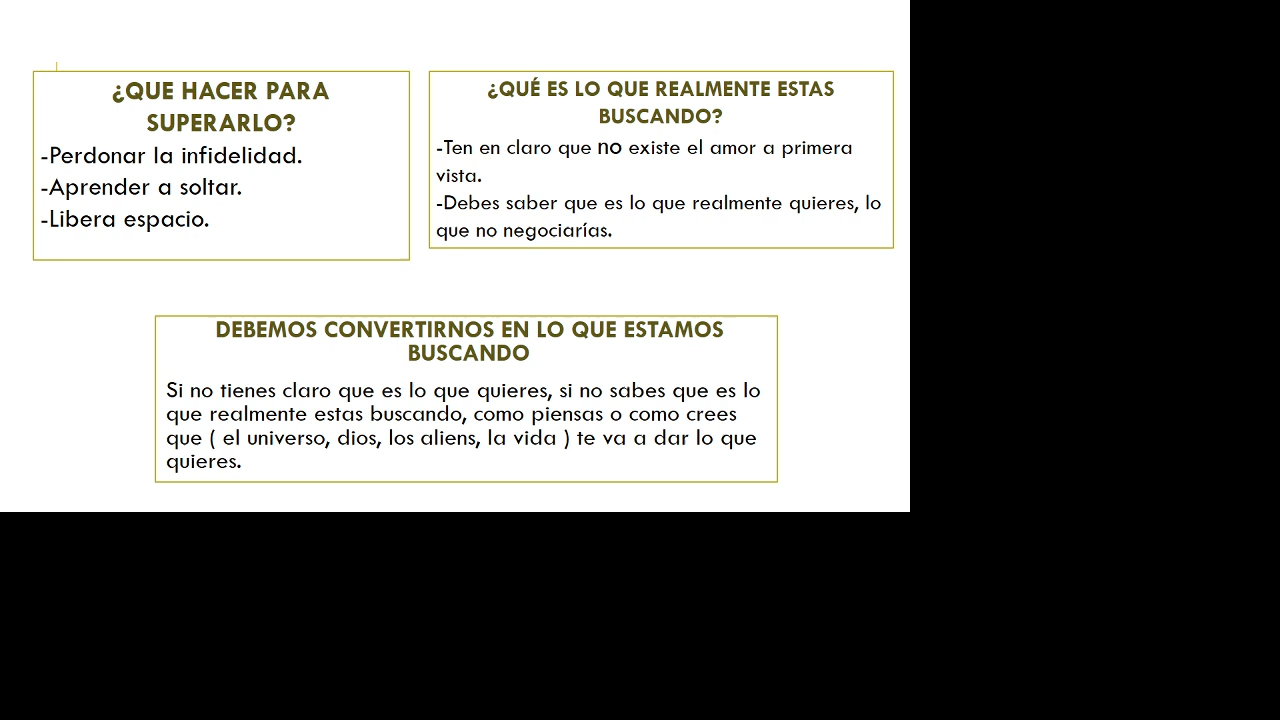 ¿QUE HACER PARA
SUPERARLO?
-Perdonar la infidelidad.
-Aprender a soltar.
-Libera espacio.
¿QUÉ ES LO QUE REALMENTE ESTAS
BUSCANDO?
-Ten en claro que no existe el amor a primera
vista.
-Debes saber que es lo que realmente quieres, lo
que no negociarías.
DEBEMOS CONVERTIRNOS EN LO QUE ESTAMOS
BUSCANDO
Si no tienes claro que es lo que quieres, si no sabes que es lo
que realmente estas buscando, como piensas o como crees
que ( el universo, dios, los aliens, la vida ) te va a dar lo que
quieres.